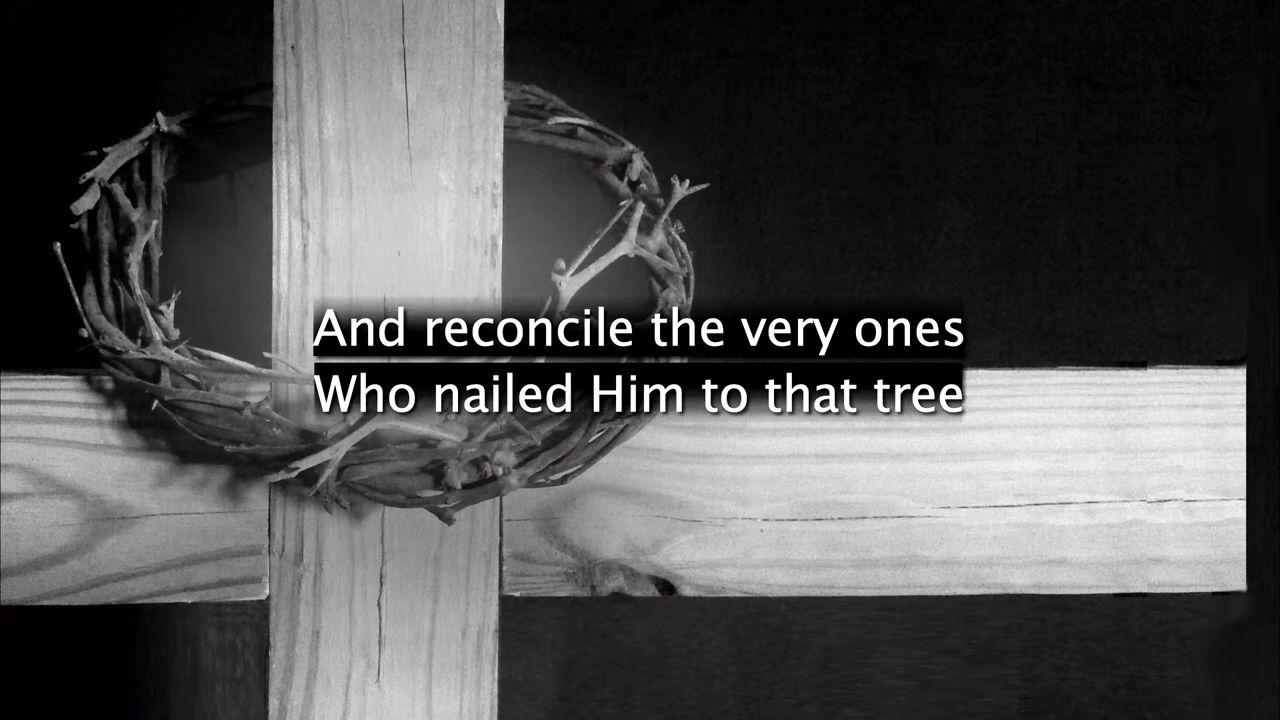 And reconcile the very ones
Who nailed Him to that tree